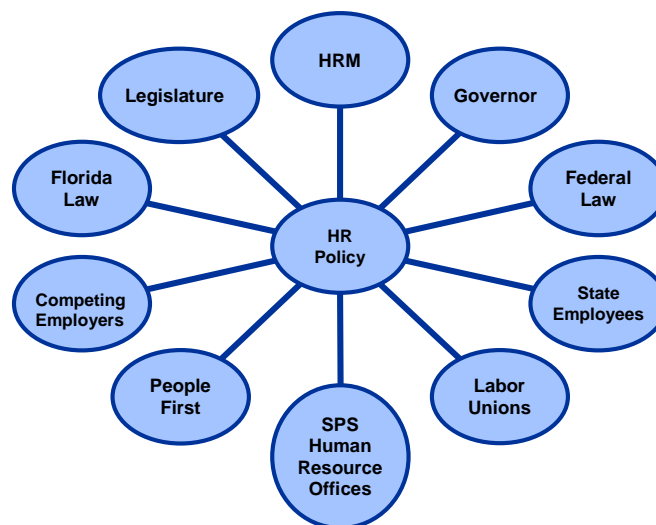 HRM
Legislature
Governor
Florida
Law
Federal
Law
HR
Policy
Competing
Employers
State
Employees
People
First
Labor
Unions
SPS
Human
Resource
Offices